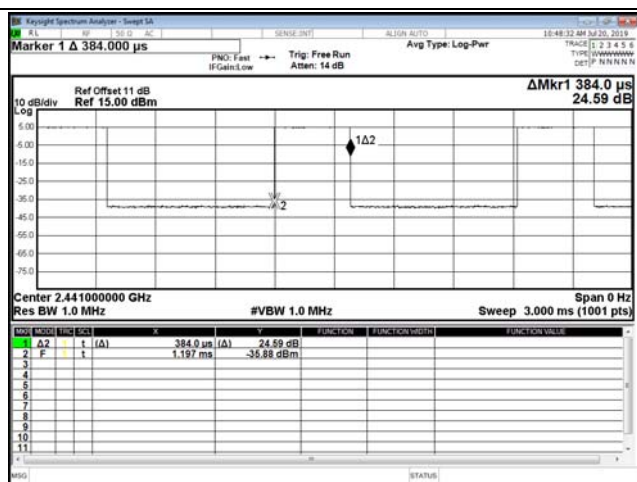 Keysight Spectrum Analyzer - Swept SA
RL RF 50 Ω AC SENSE:INT ALIGN AUTO 10:48:32 AM Jul 20, 2019
Marker 1 Δ 384.000 µs
PNO: Fast
IFGain:Low
Trig: Free Run
Atten: 14 dB
Avg Type: Log-Pwr
TRACE 1 2 3 4 5 6
TYPE WWWWWW
DET P N N N N N
ΔMkr1 384.0 µs
24.59 dB
Ref Offset 11 dB
10 dB/div Ref 15.00 dBm
Log
5.00
-5.00
-15.0
-25.0
-35.0
-45.0
-55.0
-65.0
-75.0
1Δ2
2
Center 2.441000000 GHz Span 0 Hz
Res BW 1.0 MHz #VBW 1.0 MHz Sweep 3.000 ms (1001 pts)
MKR MODE TRC SCL X Y FUNCTION FUNCTION WIDTH FUNCTION VALUE
1 Δ2 1 t (Δ) 384.0 µs (Δ) 24.59 dB
2 F 1 t 1.197 ms -35.88 dBm
3
4
5
6
7
8
9
10
11
MSG STATUS